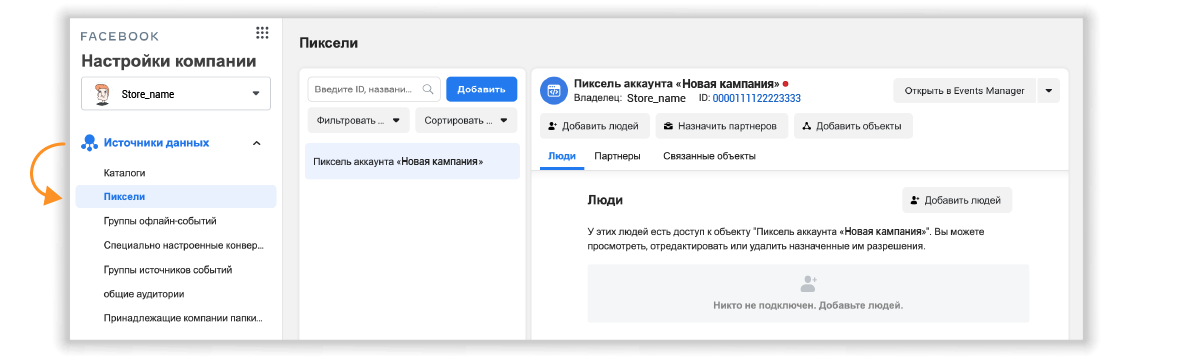 FACEBOOK
Настройки компании
Store_name
Источники данных
Каталоги
Пиксели
Группы офлайн-событий
Специально настроенные конвер...
Группы источников событий
общие аудитории
Принадлежащие компании папки...
Пиксели
Введите ID, названи...
Добавить
Фильтровать ...
Сортировать ...
Пиксель аккаунта «Новая кампания»
Пиксель аккаунта «Новая кампания»
Владелец: Store_name ID: 0000111122223333
Открыть в Events Manager
Добавить людей
Назначить партнеров
Добавить объекты
Люди
Партнеры
Связанные объекты
Люди
Добавить людей
У этих людей есть доступ к объекту "Пиксель аккаунта «Новая кампания»". Вы можете
просмотреть, отредактировать или удалить назначенные им разрешения.
Никто не подключен. Добавьте людей.